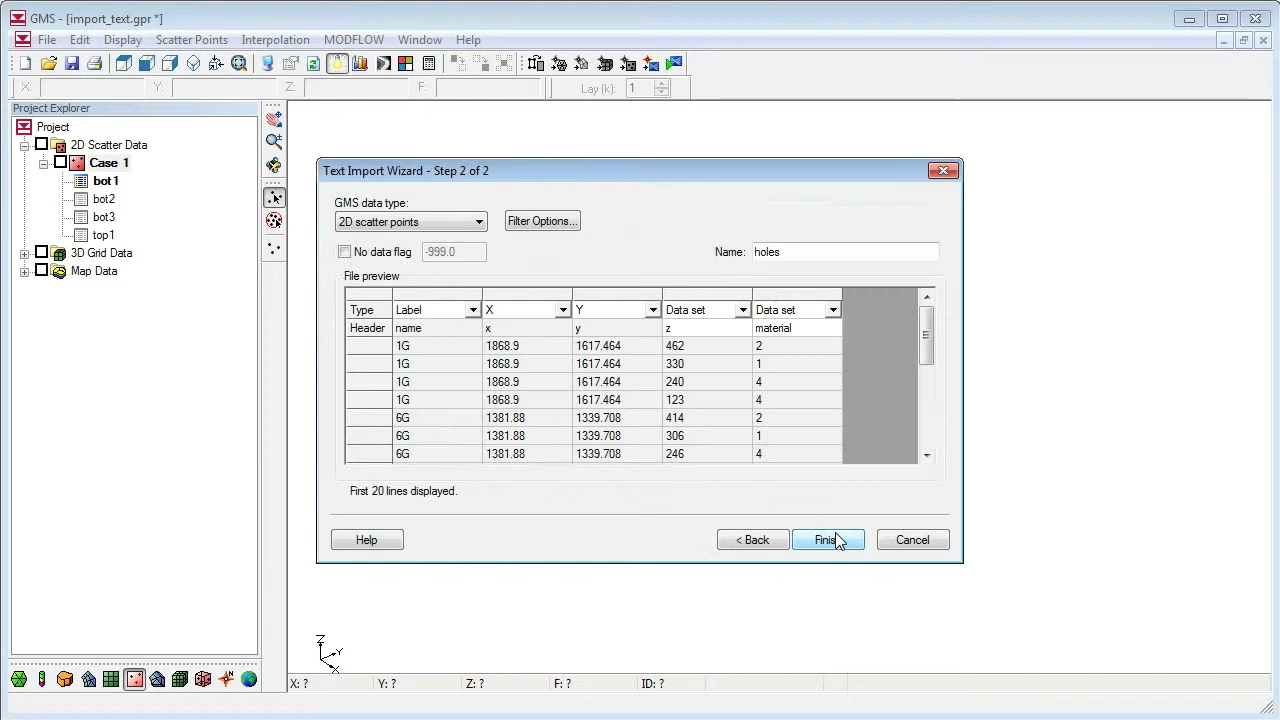 GMS - [import_text.gpr *]
File Edit Display Scatter Points Interpolation MODFLOW Window Help
X: Y: Z: F: Lay (k): 1
Project Explorer
Project
2D Scatter Data
Case 1
bot1
bot2
bot3
top1
3D Grid Data
Map Data
Text Import Wizard - Step 2 of 2
GMS data type:
2D scatter points Filter Options...
No data flag -999.0 Name: holes
File preview
Type Label X Y Data set Data set
Header name x y z material
1G 1868.9 1617.464 462 2
1G 1868.9 1617.464 330 1
1G 1868.9 1617.464 240 4
1G 1868.9 1617.464 123 4
6G 1381.88 1339.708 414 2
6G 1381.88 1339.708 306 1
6G 1381.88 1339.708 246 4
First 20 lines displayed.
Help < Back Finish Cancel
Z
Y
X
X: ? Y: ? Z: ? F: ? ID: ?